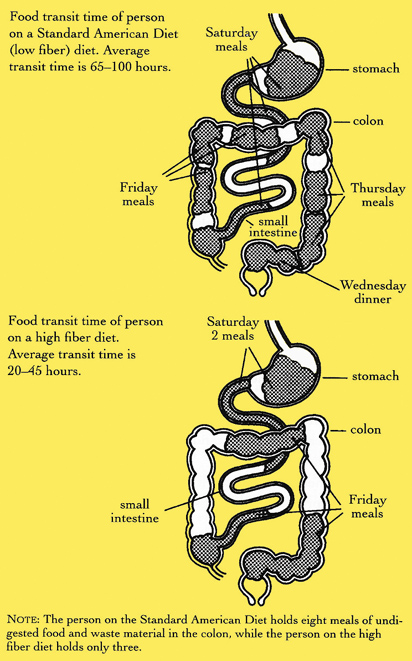 Food transit time of person
on a Standard American Diet
(low fiber) diet. Average
transit time is 65–100 hours.
Saturday
meals
stomach
colon
Friday
meals
Thursday
meals
small
intestine
Wednesday
dinner
Food transit time of person
on a high fiber diet.
Average transit time is
20–45 hours.
Saturday
2 meals
stomach
colon
small
intestine
Friday
meals
NOTE: The person on the Standard American Diet holds eight meals of undi-
gested food and waste material in the colon, while the person on the high
fiber diet holds only three.